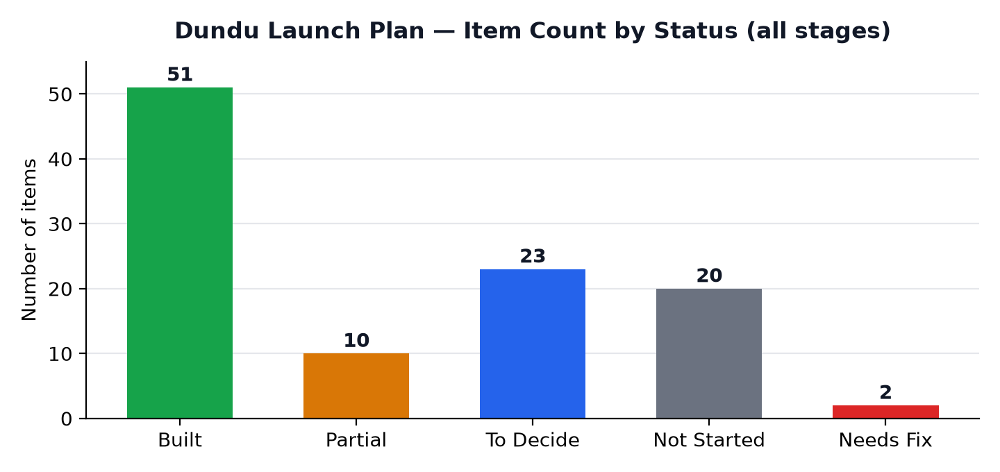 Dundu Launch Plan — Item Count by Status (all stages)
51
50
40
30
23
20
20
10
10
2
0
Number of items
Built
Partial
To Decide
Not Started
Needs Fix